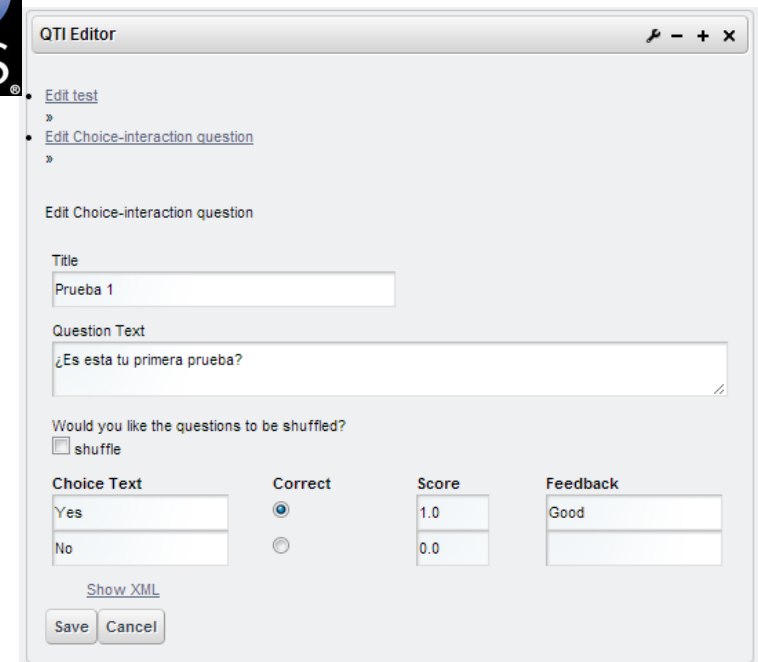 QTI Editor
S®
Edit test
»
Edit Choice-interaction question
»
Edit Choice-interaction question
Title
Prueba 1
Question Text
¿Es esta tu primera prueba?
Would you like the questions to be shuffled?
shuffle
Choice Text Correct Score Feedback
Yes 1.0 Good
No 0.0
Show XML
Save Cancel